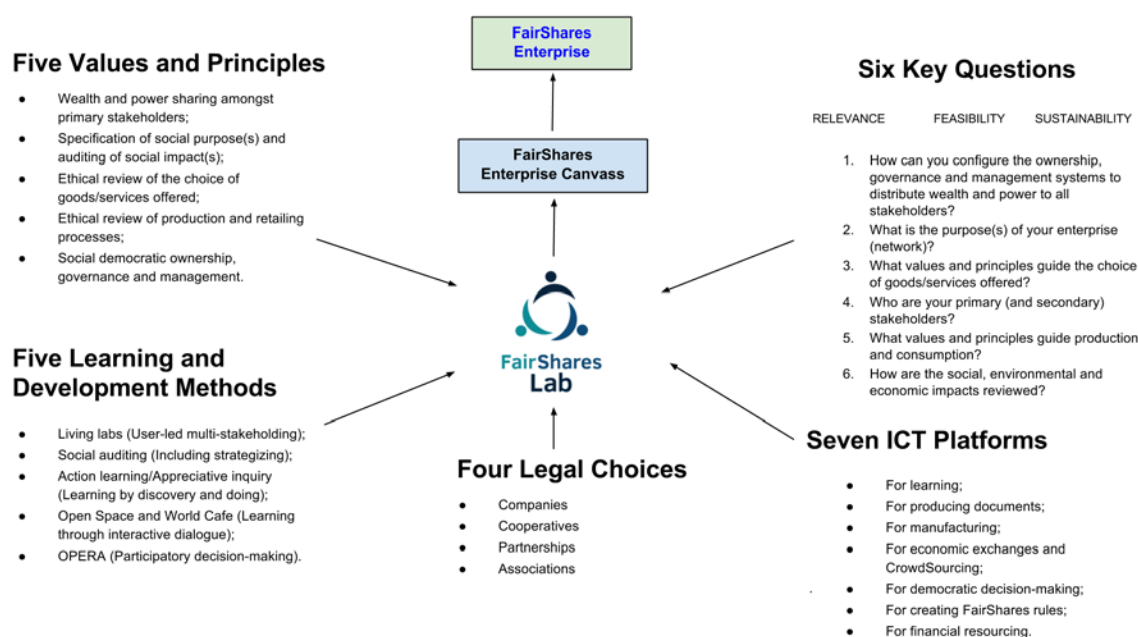 FairShares
Enterprise
Five Values and Principles
● Wealth and power sharing amongst
primary stakeholders;
● Specification of social purpose(s) and
auditing of social impact(s);
● Ethical review of the choice of
goods/services offered;
● Ethical review of production and retailing
processes;
● Social democratic ownership,
governance and management.
FairShares
Enterprise Canvass
Six Key Questions
RELEVANCE FEASIBILITY SUSTAINABILITY
1. How can you configure the ownership,
governance and management systems to
distribute wealth and power to all
stakeholders?
2. What is the purpose(s) of your enterprise
(network)?
3. What values and principles guide the choice
of goods/services offered?
4. Who are your primary (and secondary)
stakeholders?
5. What values and principles guide production
and consumption?
6. How are the social, environmental and
economic impacts reviewed?
FairShares
Lab
Five Learning and
Development Methods
● Living labs (User-led multi-stakeholding);
● Social auditing (Including strategizing);
● Action learning/Appreciative inquiry
(Learning by discovery and doing);
● Open Space and World Cafe (Learning
through interactive dialogue);
● OPERA (Participatory decision-making).
Four Legal Choices
● Companies
● Cooperatives
● Partnerships
● Associations
Seven ICT Platforms
● For learning;
● For producing documents;
● For manufacturing;
● For economic exchanges and
CrowdSourcing;
● For democratic decision-making;
● For creating FairShares rules;
● For financial resourcing.